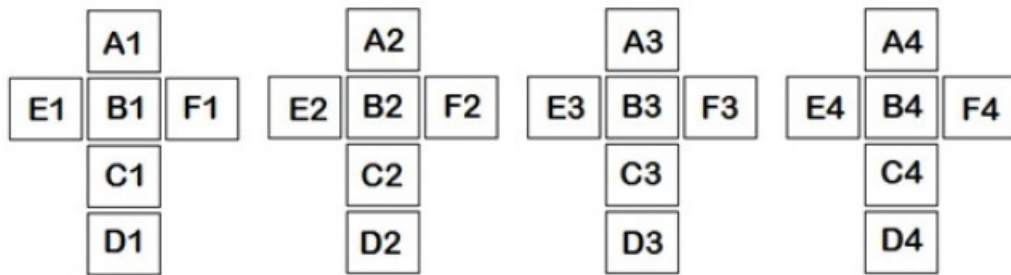 A1 A2 A3 A4
E1 B1 F1 E2 B2 F2 E3 B3 F3 E4 B4 F4
C1 C2 C3 C4
D1 D2 D3 D4